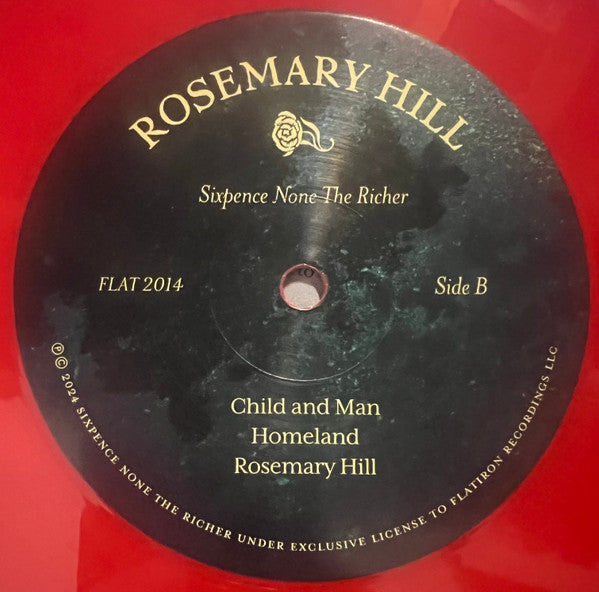 ROSEMARY HILL
Sixpence None The Richer
FLAT 2014
Side B
Child and Man
Homeland
Rosemary Hill
℗© 2024 SIXPENCE NONE THE RICHER UNDER EXCLUSIVE LICENSE TO FLATIRON RECORDINGS LLC